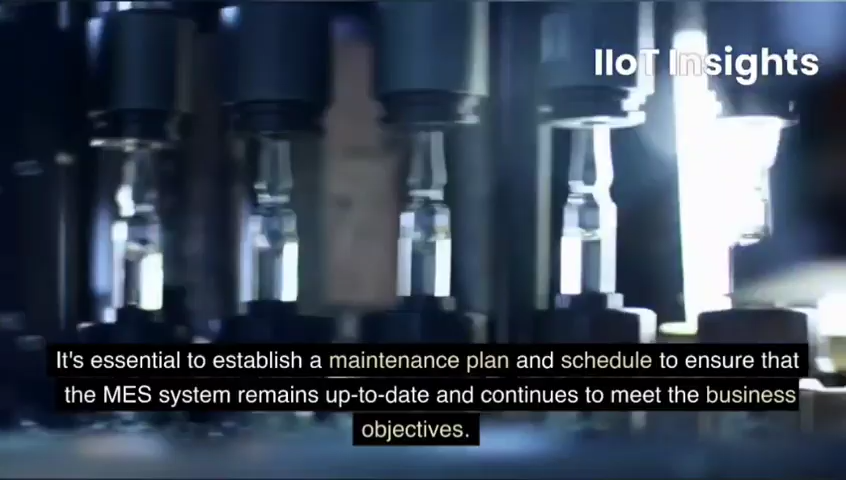 IIoT Insights
It's essential to establish a maintenance plan and schedule to ensure that
the MES system remains up-to-date and continues to meet the business
objectives.